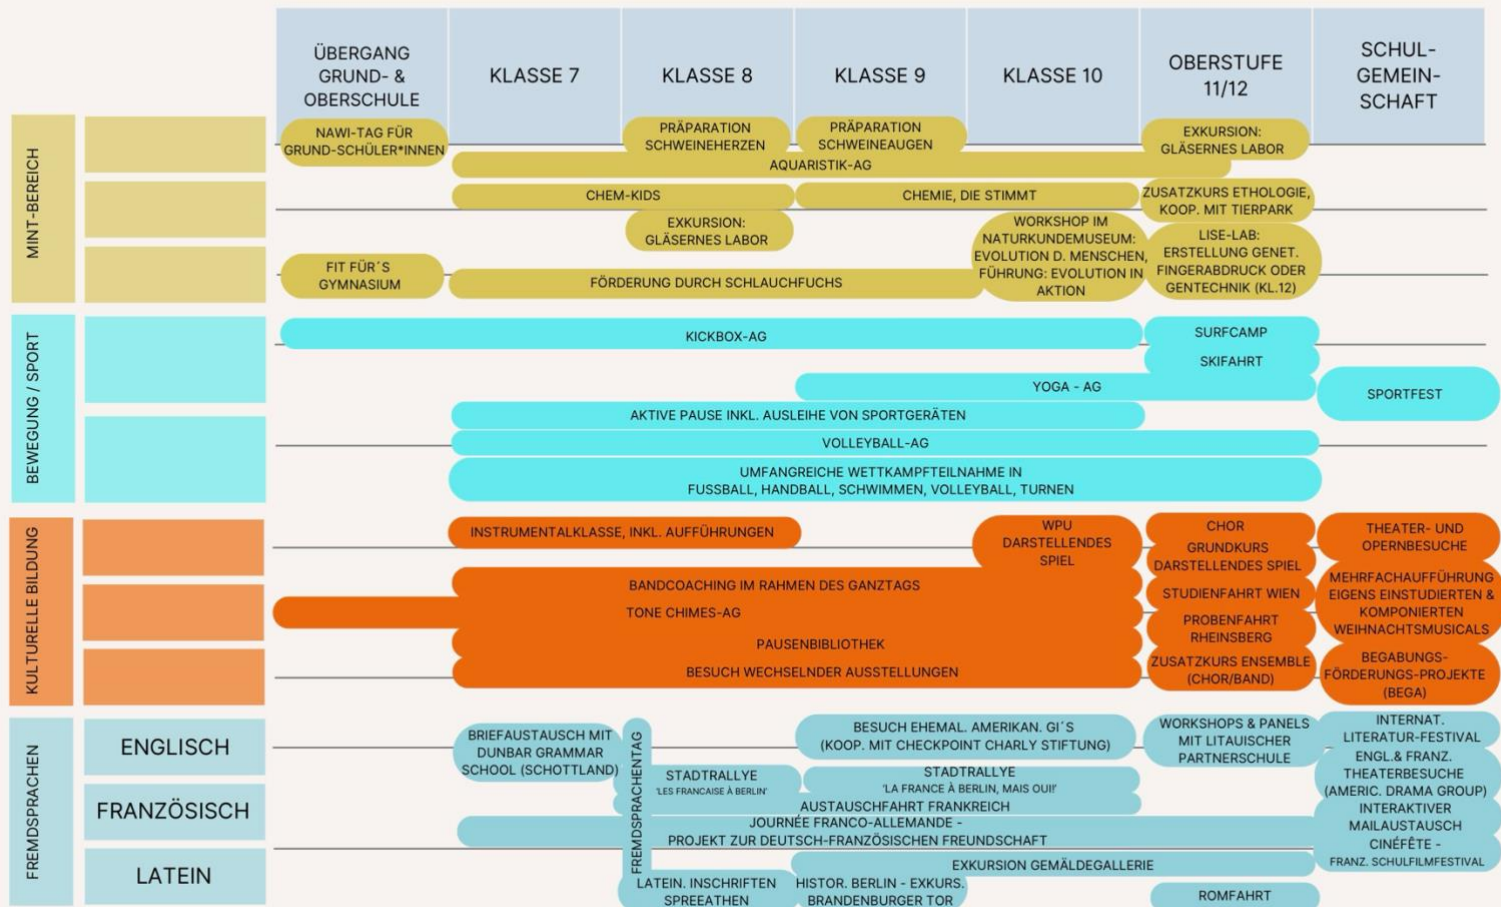 ÜBERGANG
GRUND- &
OBERSCHULE
KLASSE 7
KLASSE 8
KLASSE 9
KLASSE 10
OBERSTUFE
11/12
SCHUL-
GEMEIN-
SCHAFT
MINT-BEREICH
NAWI-TAG FÜR
GRUND-SCHÜLER*INNEN
PRÄPARATION
SCHWEINEHERZEN
PRÄPARATION
SCHWEINEAUGEN
EXKURSION:
GLÄSERNES LABOR
AQUARISTIK-AG
CHEM-KIDS
CHEMIE, DIE STIMMT
ZUSATZKURS ETHOLOGIE,
KOOP. MIT TIERPARK
EXKURSION:
GLÄSERNES LABOR
WORKSHOP IM
NATURKUNDEMUSEUM:
EVOLUTION D. MENSCHEN,
FÜHRUNG: EVOLUTION IN
AKTION
LISE-LAB:
ERSTELLUNG GENET.
FINGERABDRUCK ODER
GENTECHNIK (KL.12)
FIT FÜR´S
GYMNASIUM
FÖRDERUNG DURCH SCHLAUCHFUCHS
BEWEGUNG / SPORT
KICKBOX-AG
SURFCAMP
SKIFAHRT
YOGA - AG
SPORTFEST
AKTIVE PAUSE INKL. AUSLEIHE VON SPORTGERÄTEN
VOLLEYBALL-AG
UMFANGREICHE WETTKAMPFTEILNAHME IN
FUSSBALL, HANDBALL, SCHWIMMEN, VOLLEYBALL, TURNEN
KULTURELLE BILDUNG
INSTRUMENTALKLASSE, INKL. AUFFÜHRUNGEN
WPU
DARSTELLENDES
SPIEL
CHOR
GRUNDKURS
DARSTELLENDES SPIEL
THEATER- UND
OPERNBESUCHE
BANDCOACHING IM RAHMEN DES GANZTAGS
STUDIENFAHRT WIEN
MEHRFACHAUFFÜHRUNG
EIGENS EINSTUDIERTEN &
KOMPONIERTEN
WEIHNACHTSMUSICALS
TONE CHIMES-AG
PROBENFAHRT
RHEINSBERG
PAUSENBIBLIOTHEK
BESUCH WECHSELNDER AUSSTELLUNGEN
ZUSATZKURS ENSEMBLE
(CHOR/BAND)
BEGABUNGS-
FÖRDERUNGS-PROJEKTE
(BEGA)
FREMDSPRACHEN
ENGLISCH
BRIEFAUSTAUSCH MIT
DUNBAR GRAMMAR
SCHOOL (SCHOTTLAND)
FREMDSPRACHENTAG
BESUCH EHEMAL. AMERIKAN. GI´S
(KOOP. MIT CHECKPOINT CHARLY STIFTUNG)
WORKSHOPS & PANELS
MIT LITAUISCHER
PARTNERSCHULE
INTERNAT.
LITERATUR-FESTIVAL
ENGL.& FRANZ.
THEATERBESUCHE
(AMERIC. DRAMA GROUP)
INTERAKTIVER
MAILAUSTAUSCH
CINÉFÊTE -
FRANZ. SCHULFILMFESTIVAL
FRANZÖSISCH
STADTRALLYE
'LES FRANCAISE À BERLIN'
STADTRALLYE
'LA FRANCE À BERLIN, MAIS OUI!'
AUSTAUSCHFAHRT FRANKREICH
JOURNÉE FRANCO-ALLEMANDE -
PROJEKT ZUR DEUTSCH-FRANZÖSISCHEN FREUNDSCHAFT
LATEIN
EXKURSION GEMÄLDEGALLERIE
LATEIN. INSCHRIFTEN
SPREEATHEN
HISTOR. BERLIN - EXKURS.
BRANDENBURGER TOR
ROMFAHRT